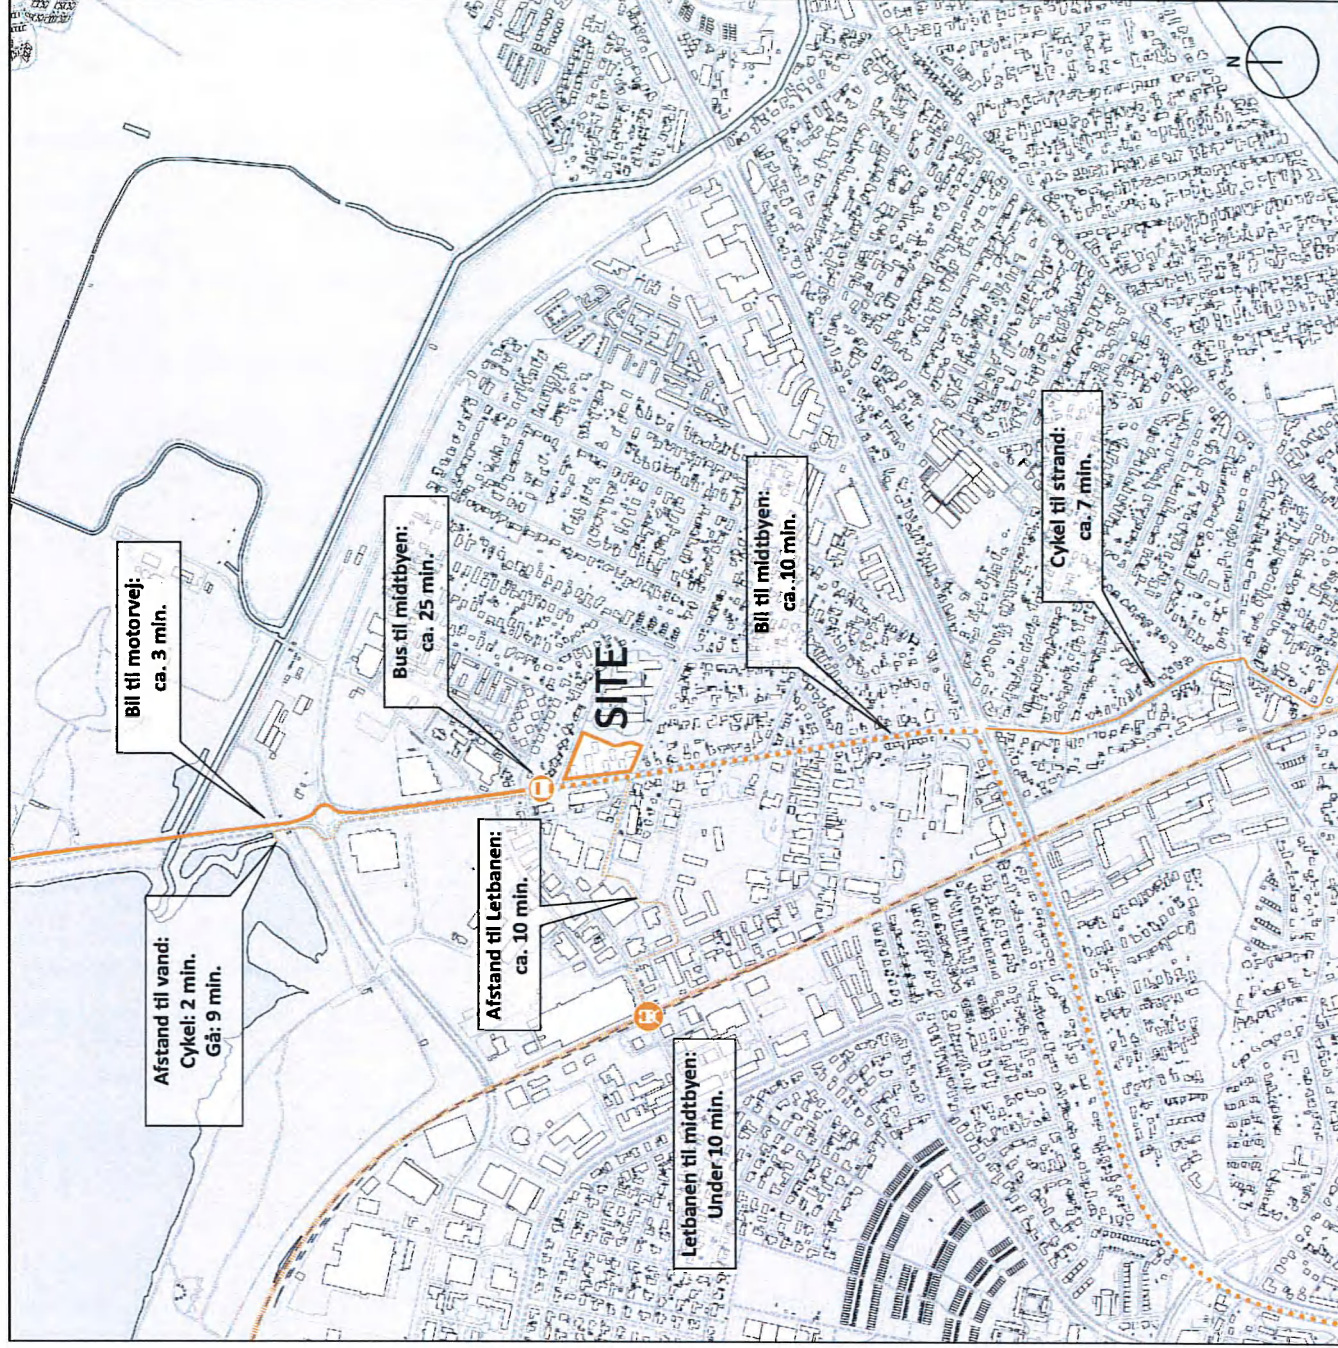 Bil til motorvej:
ca. 3 min.
Afstand til vand:
Cykel: 2 min.
Gå: 9 min.
Bus til midtbyen:
ca. 25 min.
SITE
Afstand til Letbanen:
ca. 10 min.
Letbanen til midtbyen:
Under 10 min.
Bil til midtbyen:
ca. 10 min.
Cykel til strand:
ca. 7 min.
N